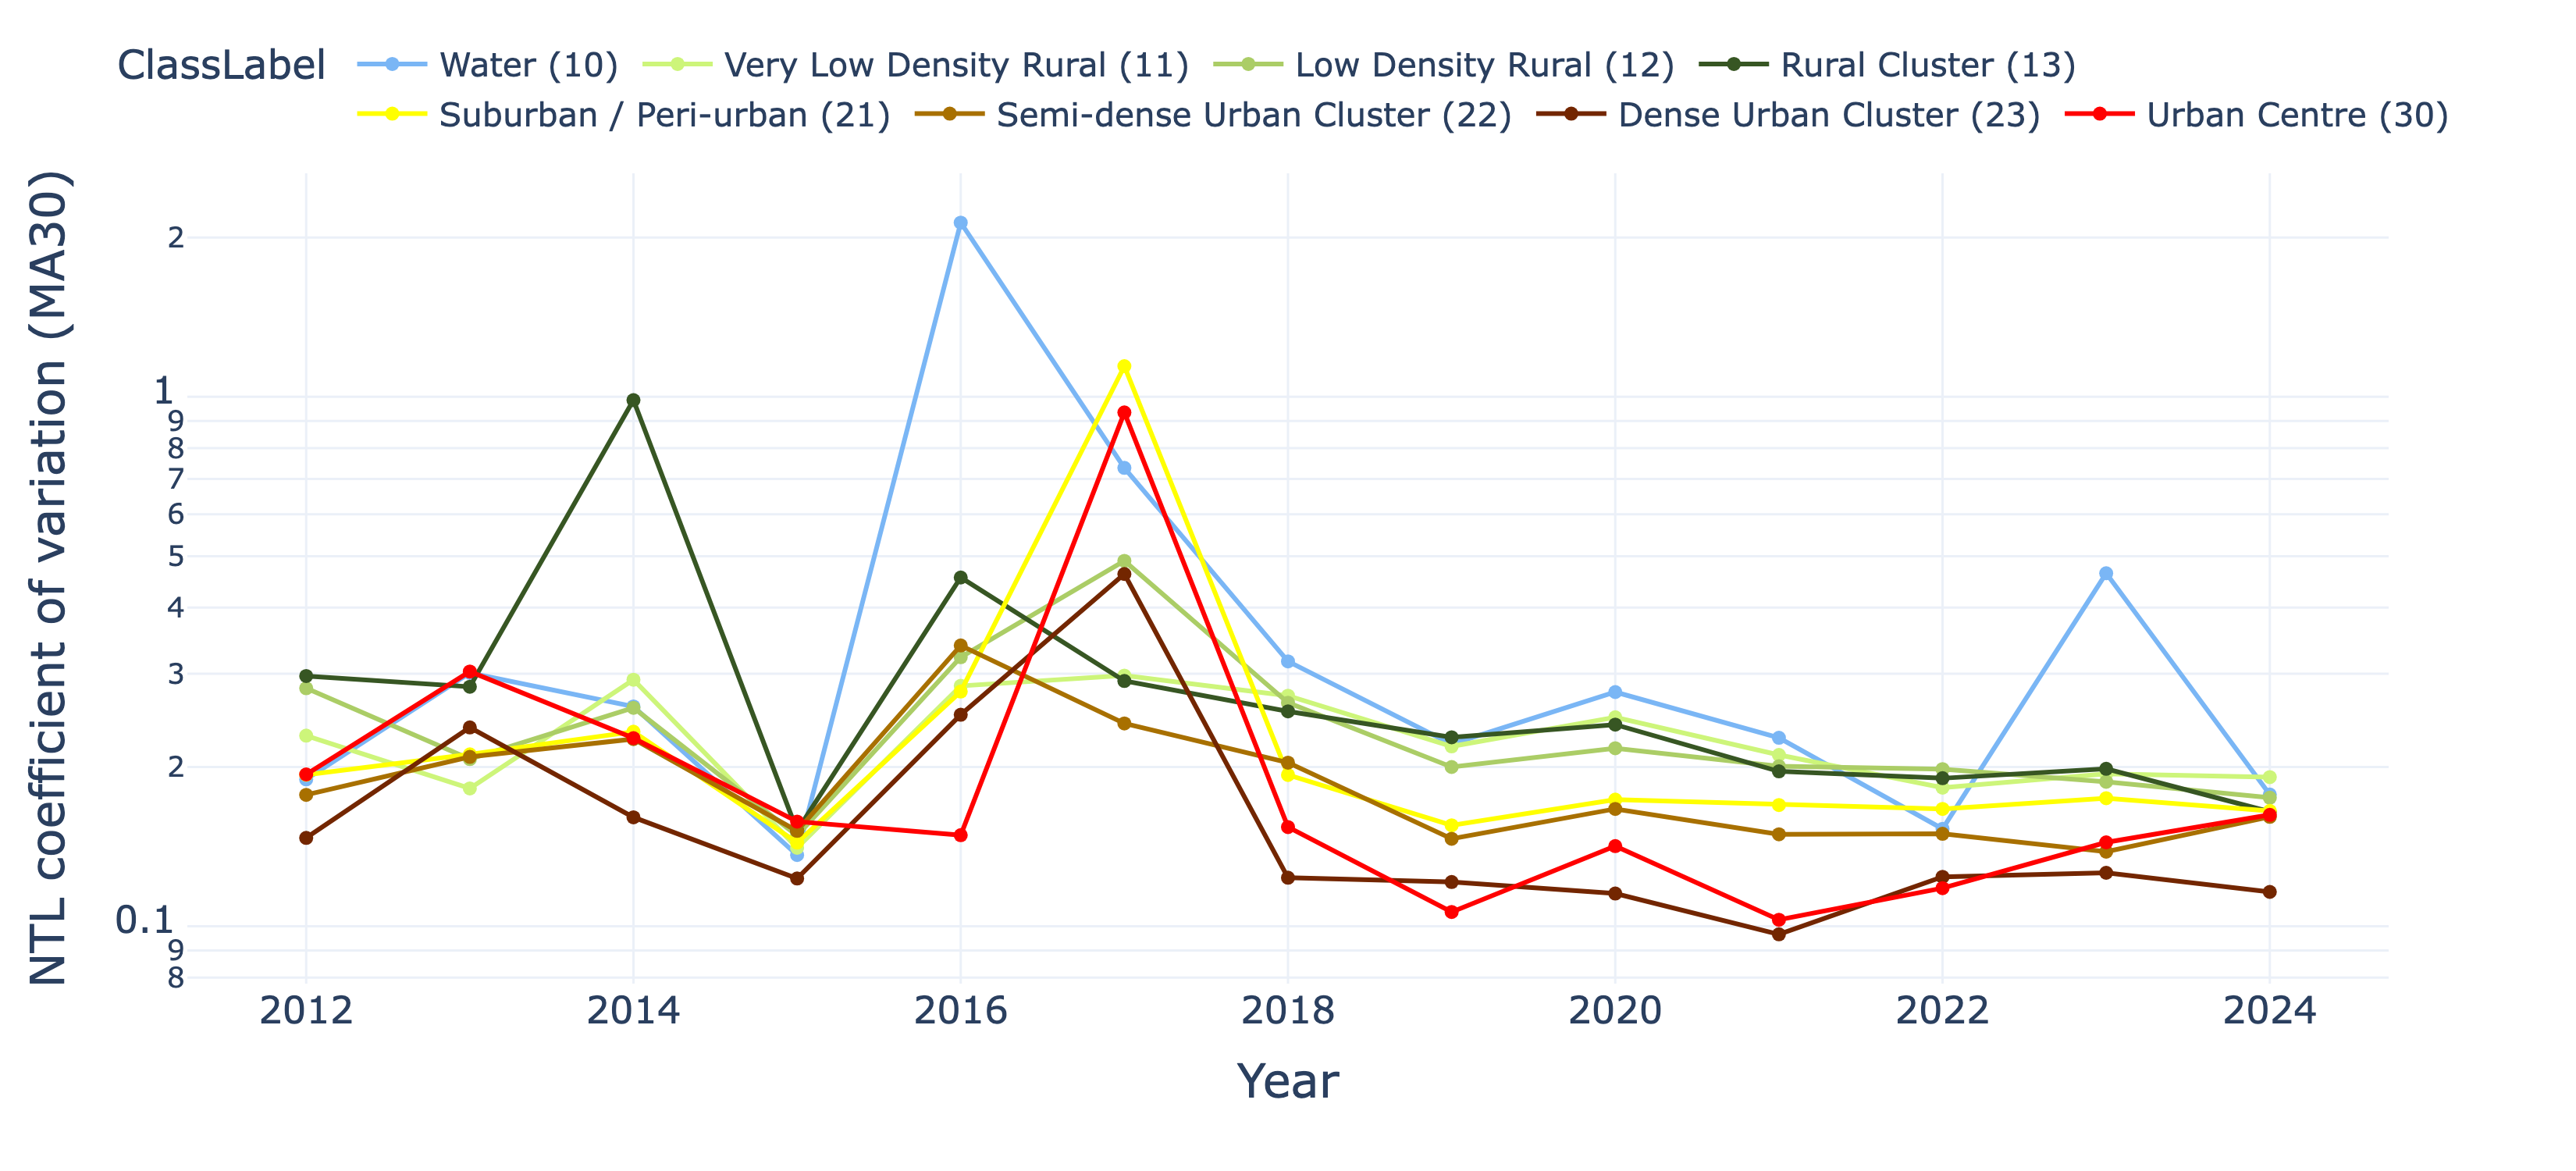 ClassLabel Water (10) Very Low Density Rural (11) Low Density Rural (12) Rural Cluster (13)
Suburban / Peri-urban (21) Semi-dense Urban Cluster (22) Dense Urban Cluster (23) Urban Centre (30)
NTL coefficient of variation (MA30)
2
1
9
8
7
6
5
4
3
2
0.1
9
8
2012 2014 2016 2018 2020 2022 2024
Year